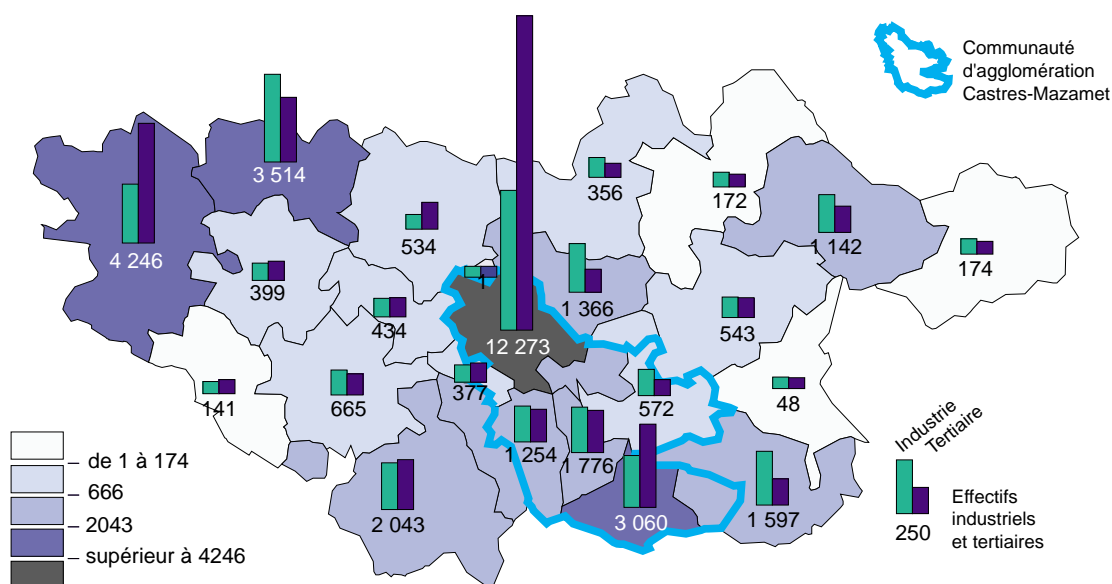 Communauté
d'agglomération
Castres-Mazamet
3 514
356
172
4 246
534
1 142
399
1
1 366
174
434
543
12 273
141
665
377
572
48
1 254
1 776
2 043
3 060
1 597
de 1 à 174
666
2043
supérieur à 4246
Industrie
Tertiaire
250
Effectifs
industriels
et tertiaires